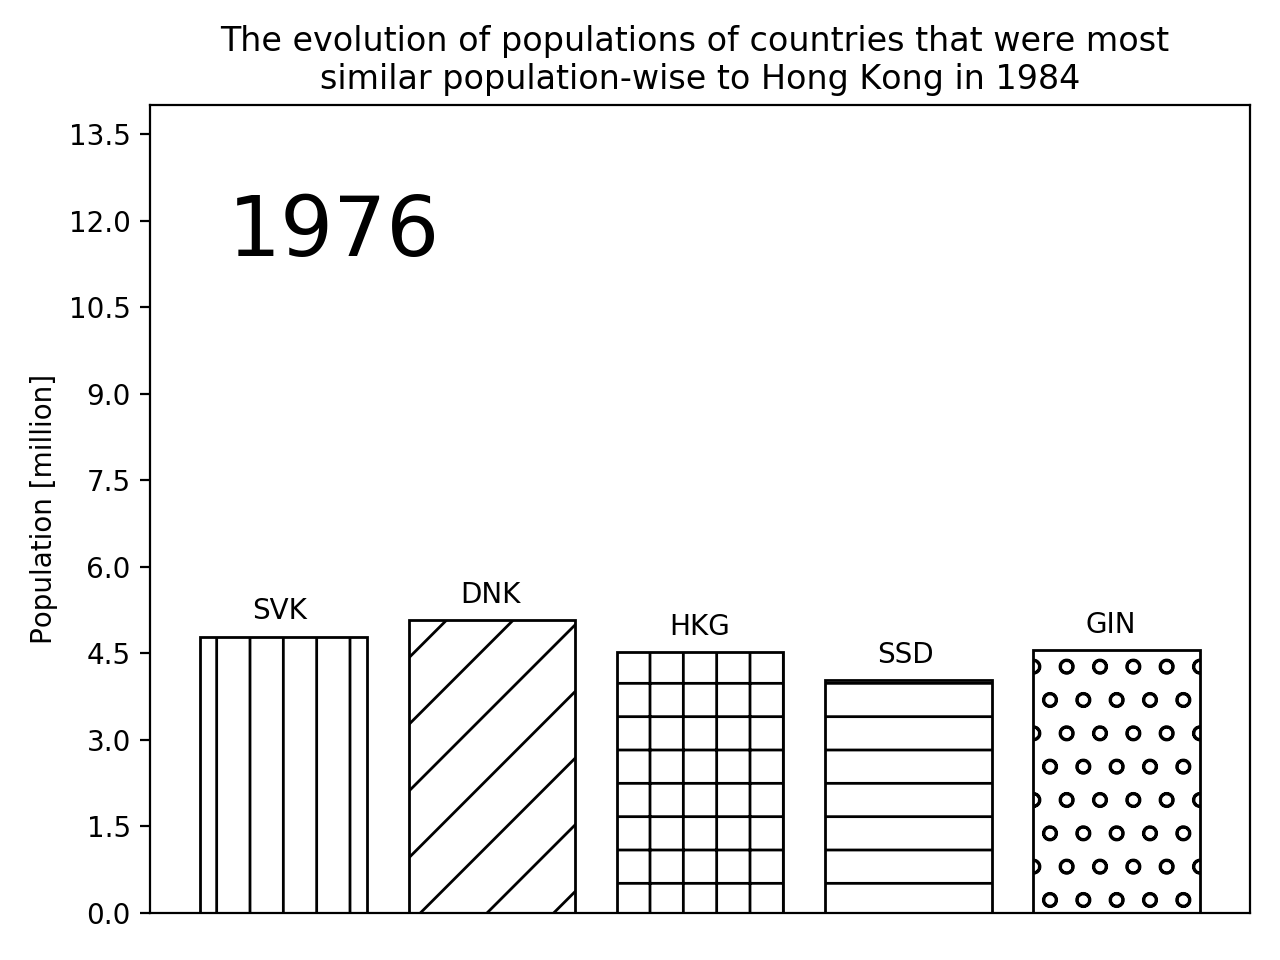 The evolution of populations of countries that were most
similar population-wise to Hong Kong in 1984
13.5
12.0
10.5
9.0
7.5
6.0
4.5
3.0
1.5
0.0
Population [million]
1976
SVK
DNK
HKG
SSD
GIN